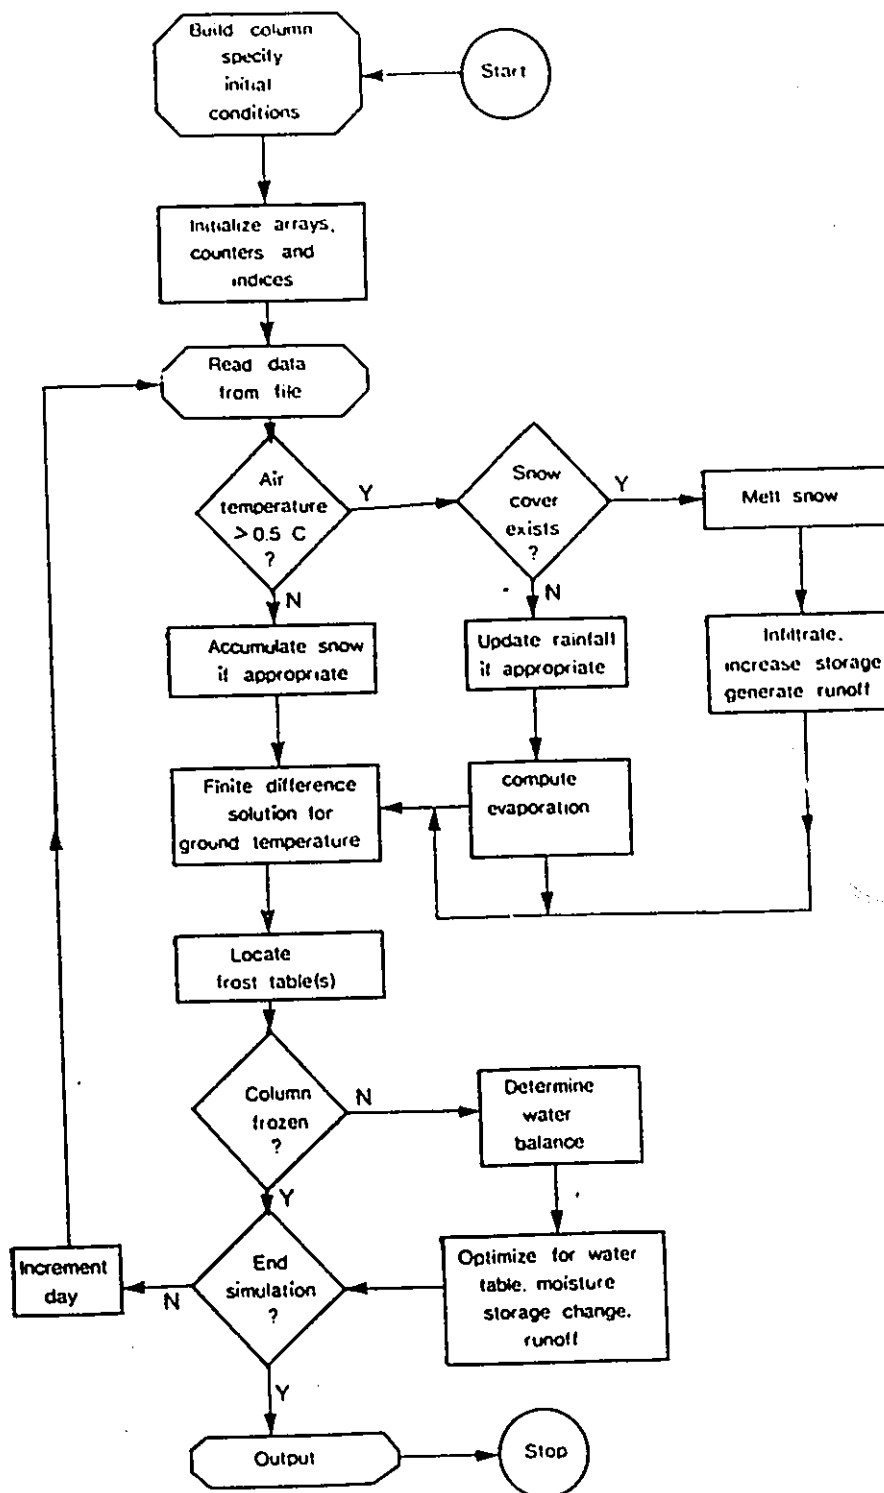 Build column
specify
initial
conditions
Start
Initialize arrays,
counters and
indices
Read data
from file
Air
temperature
> 0.5 C
?
Y
N
Snow
cover
exists
?
Y
N
Melt snow
Accumulate snow
if appropriate
Update rainfall
if appropriate
Infiltrate,
increase storage
generate runoff
Finite difference
solution for
ground temperature
compute
evaporation
Locate
frost table(s)
Column
frozen
?
N
Y
Determine
water
balance
Increment
day
End
simulation
?
N
Y
Optimize for water
table, moisture
storage change,
runoff
Output
Stop